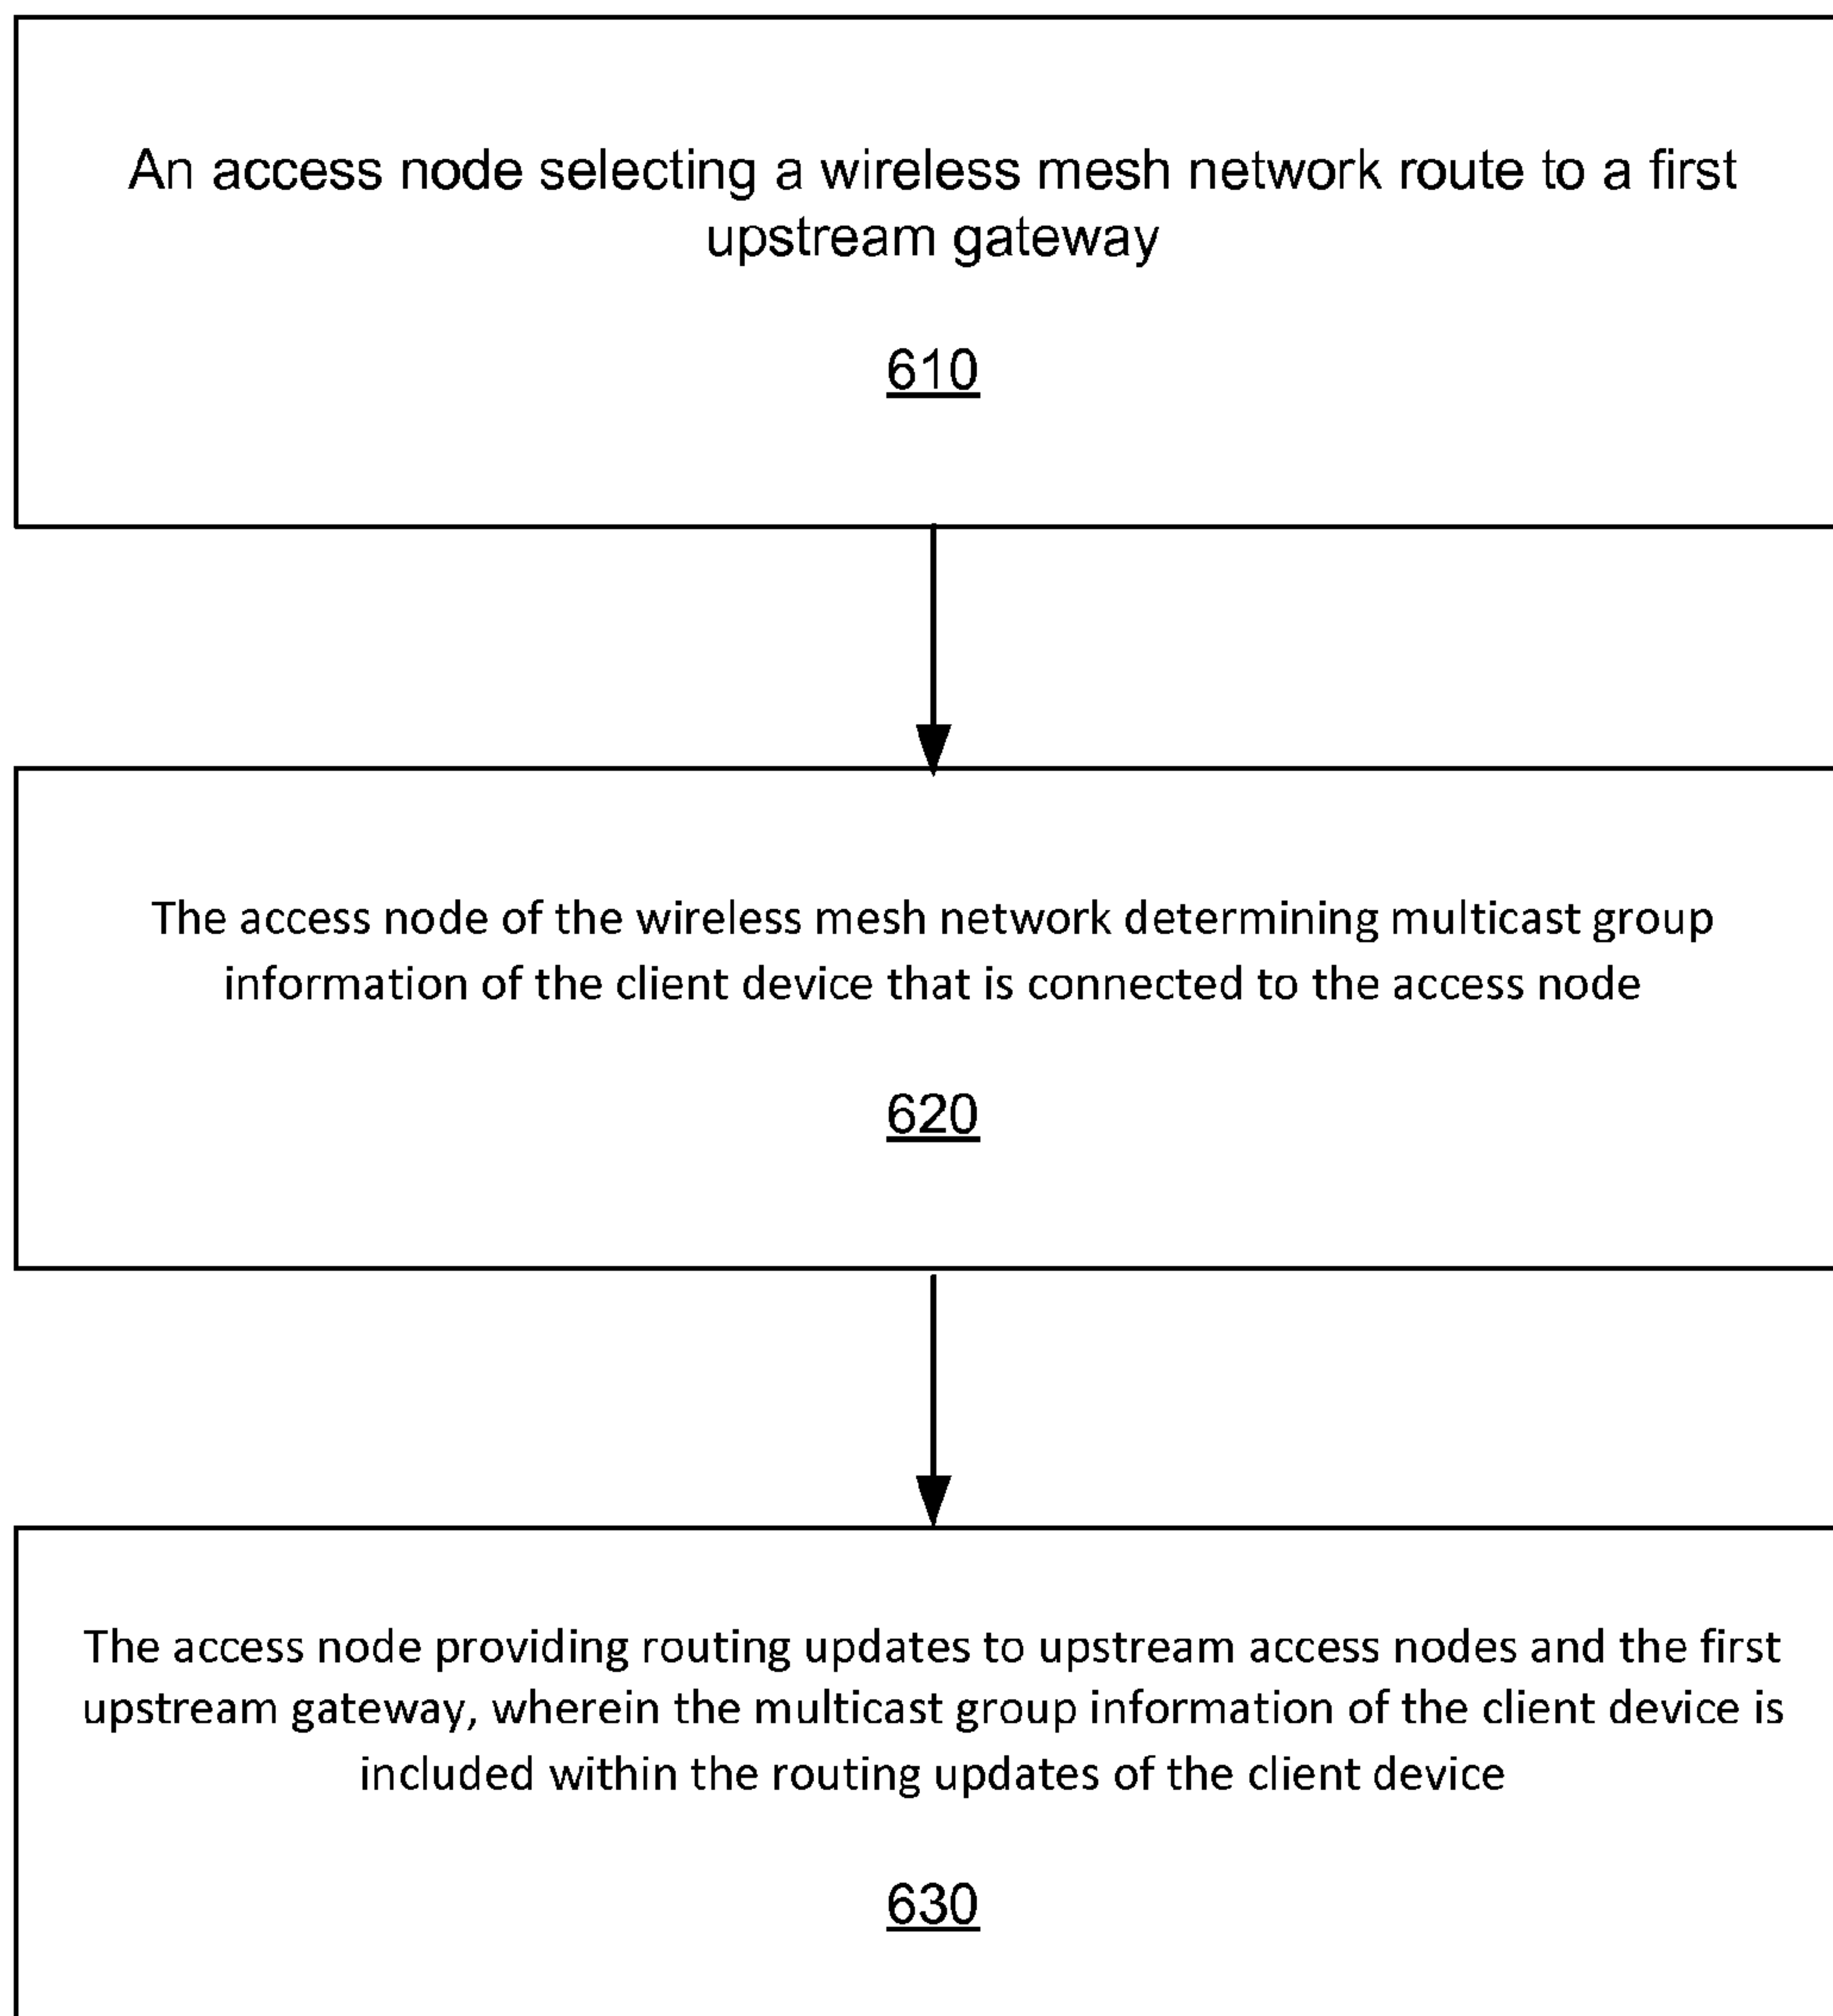 An access node selecting a wireless mesh network route to a first
upstream gateway
610
The access node of the wireless mesh network determining multicast group
information of the client device that is connected to the access node
620
The access node providing routing updates to upstream access nodes and the first
upstream gateway, wherein the multicast group information of the client device is
included within the routing updates of the client device
630